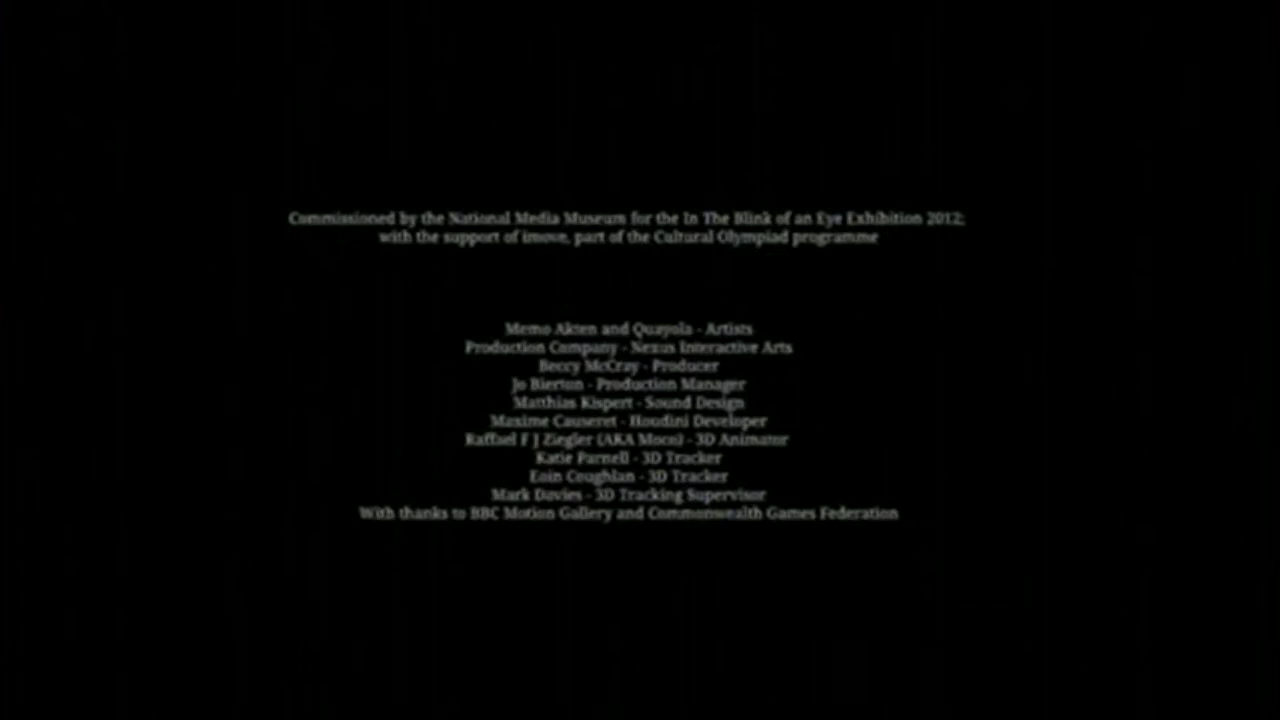 Commissioned by the National Media Museum for the In The Blink of an Eye Exhibition 2012;
with the support of imove, part of the Cultural Olympiad programme
Memo Akten and Quayola - Artists
Production Company - Nexus Interactive Arts
Beccy McCray - Producer
Jo Bierton - Production Manager
Matthias Kispert - Sound Design
Maxime Causeret - Houdini Developer
Raffael F J Ziegler (AKA Moco) - 3D Animator
Katie Parnell - 3D Tracker
Eoin Coughlan - 3D Tracker
Mark Davies - 3D Tracking Supervisor
With thanks to BBC Motion Gallery and Commonwealth Games Federation